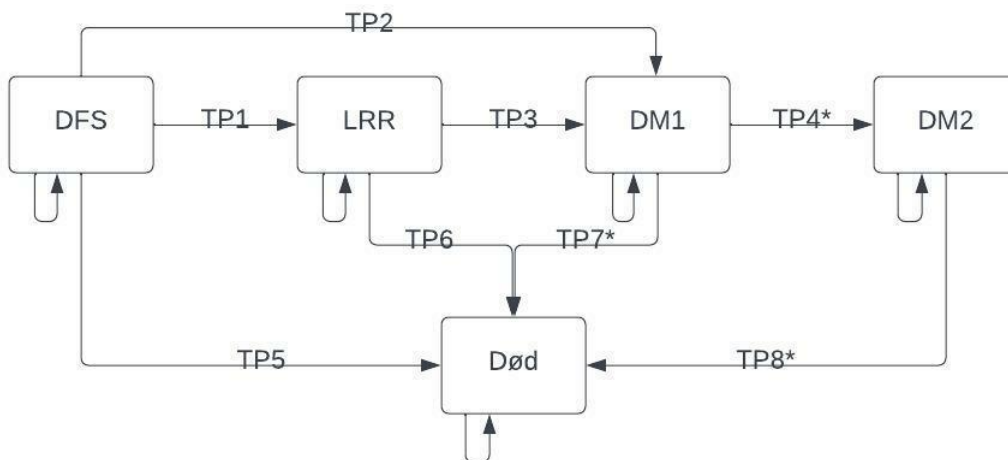 TP2
DFS
TP1
LRR
TP3
DM1
TP4*
DM2
TP6
TP7*
TP5
Død
TP8*